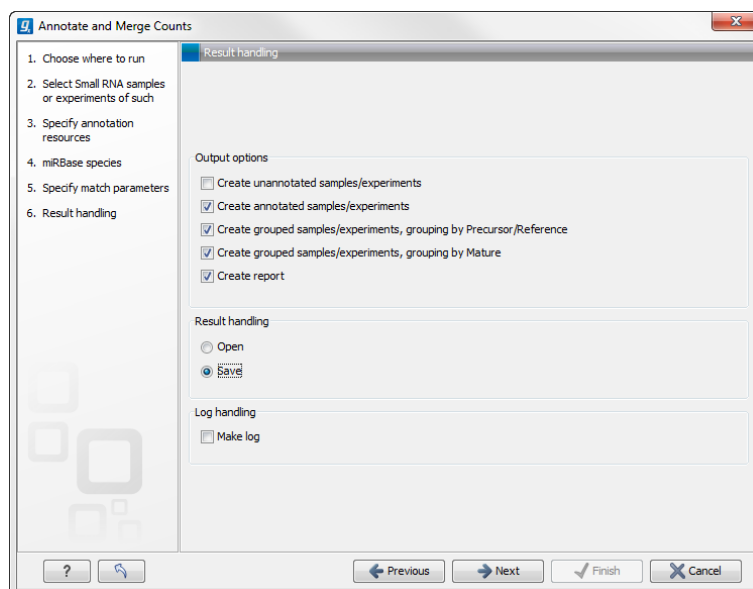 Annotate and Merge Counts
1. Choose where to run
2. Select Small RNA samples
or experiments of such
3. Specify annotation
resources
4. miRBase species
5. Specify match parameters
6. Result handling
Result handling
Output options
Create unannotated samples/experiments
Create annotated samples/experiments
Create grouped samples/experiments, grouping by Precursor/Reference
Create grouped samples/experiments, grouping by Mature
Create report
Result handling
Open
Save
Log handling
Make log
?
Previous
Next
Finish
Cancel